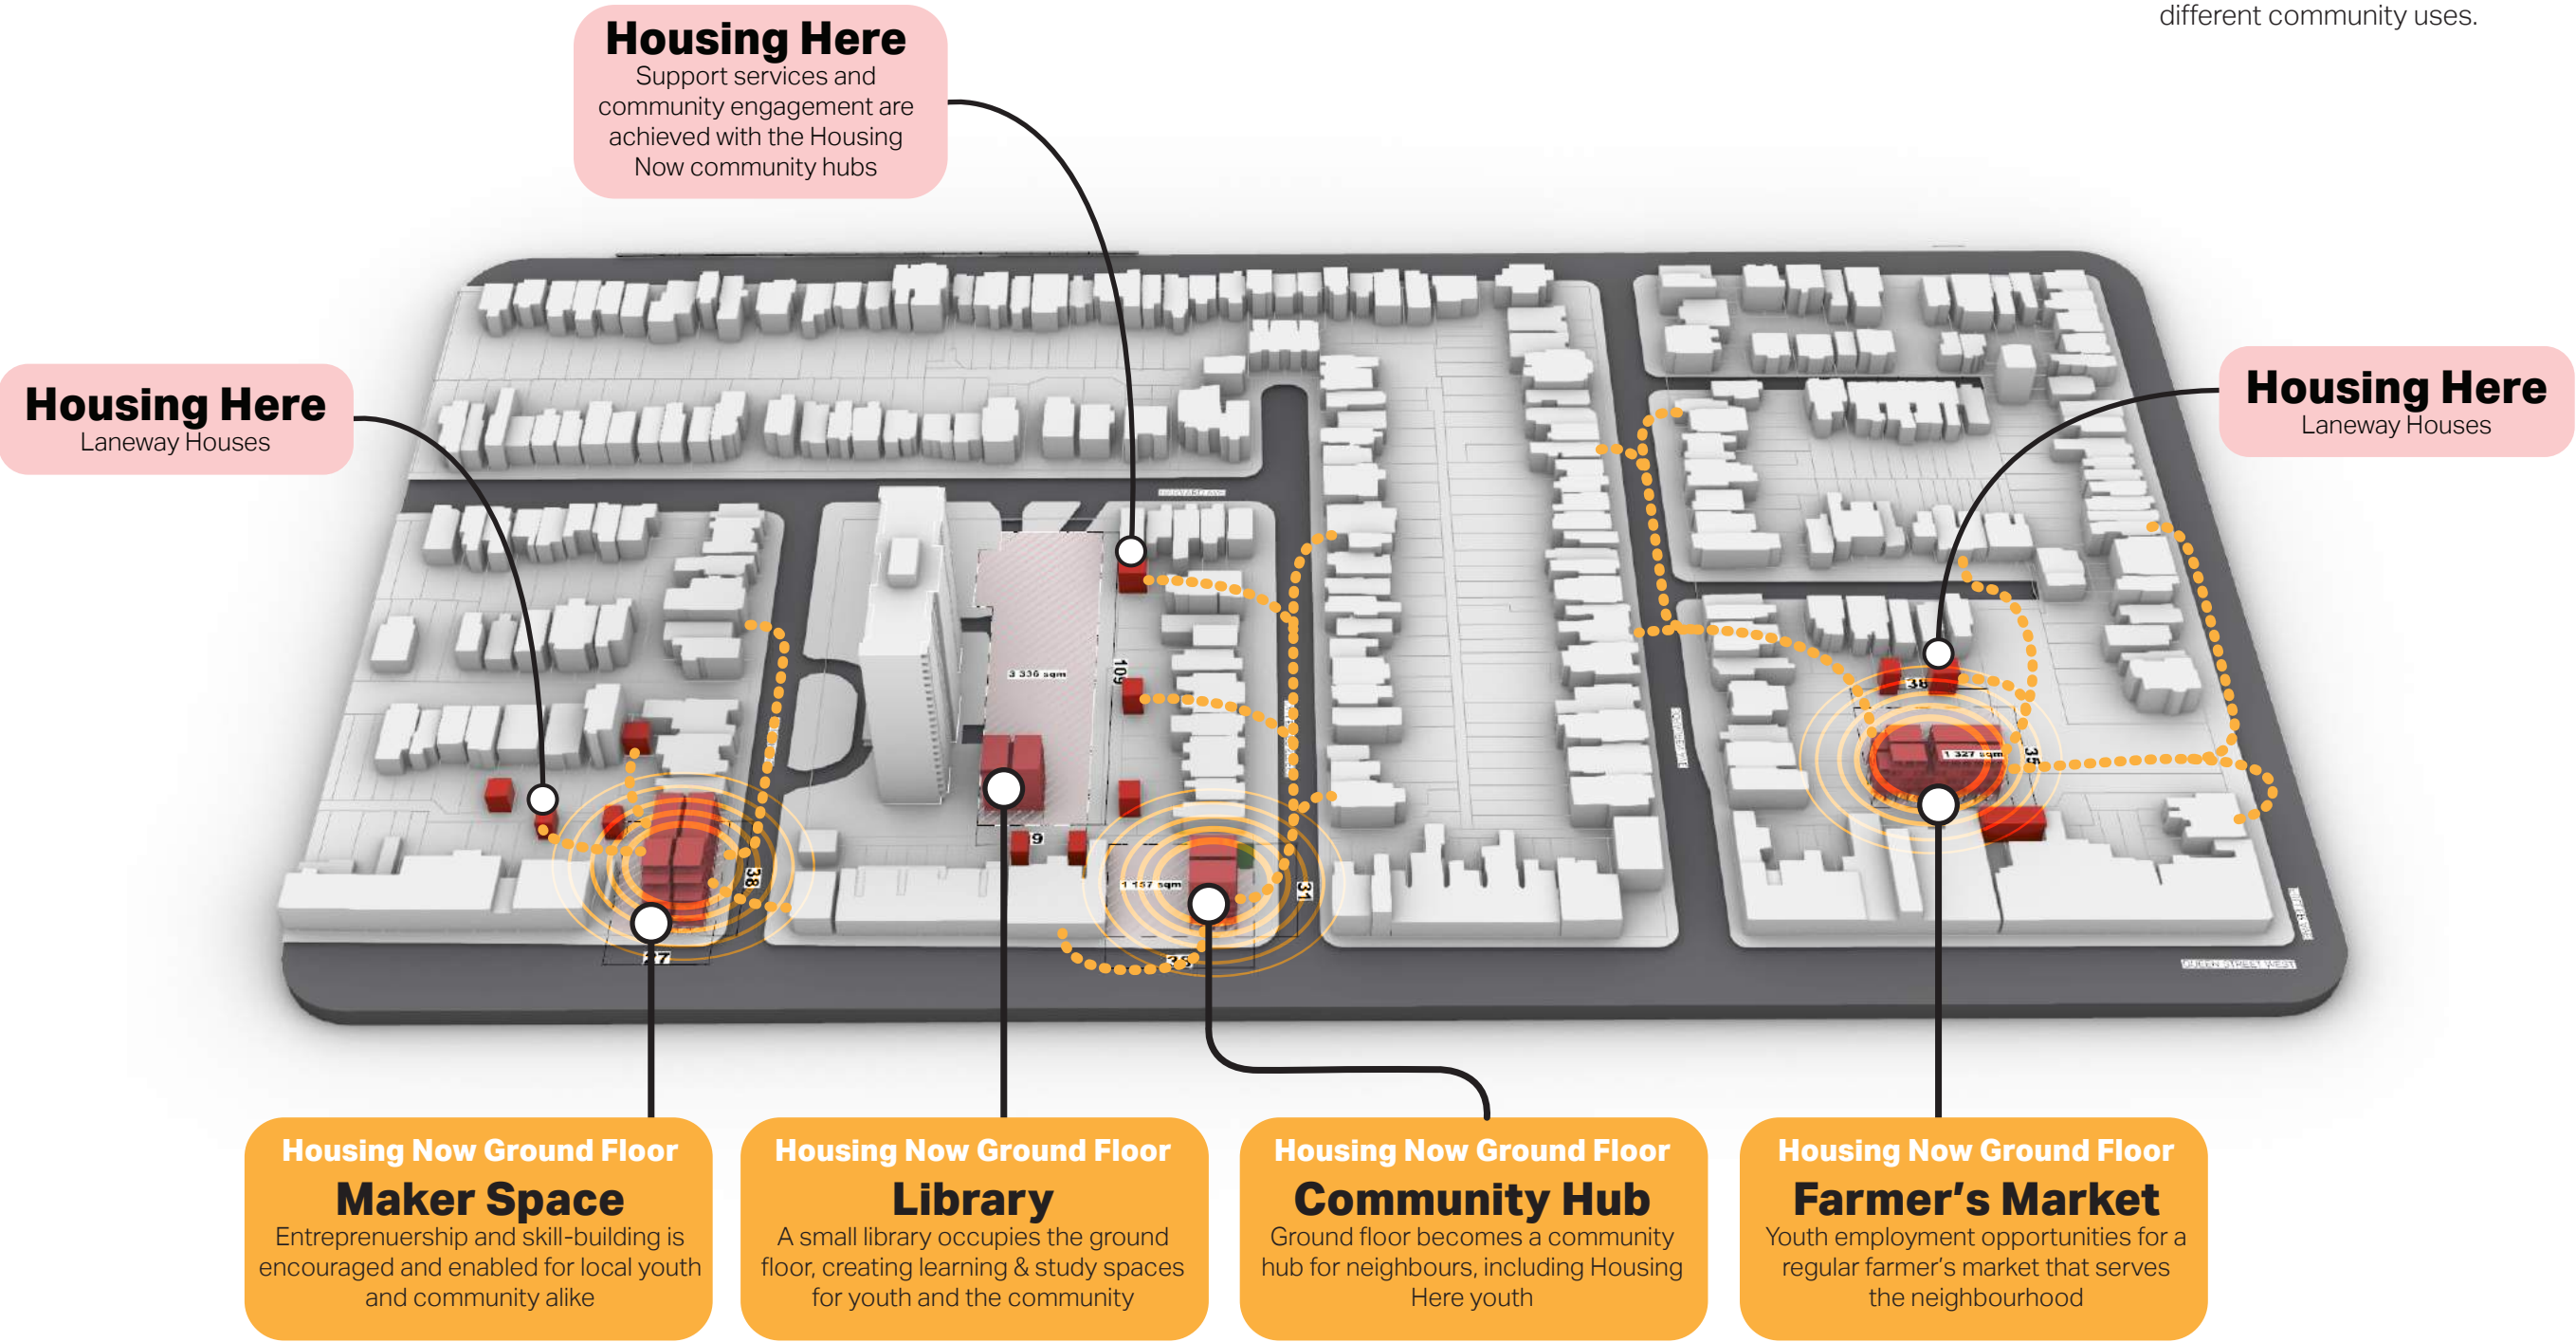 different community uses.
Housing Here
Support services and
community engagement are
achieved with the Housing
Now community hubs
Housing Here
Laneway Houses
Housing Here
Laneway Houses
3 336 sqm
109
38
1 327 sqm
35
9
38
1 157 sqm
31
27
QUEEN STREET WEST
Housing Now Ground Floor
Maker Space
Entreprenuership and skill-building is
encouraged and enabled for local youth
and community alike
Housing Now Ground Floor
Library
A small library occupies the ground
floor, creating learning & study spaces
for youth and the community
Housing Now Ground Floor
Community Hub
Ground floor becomes a community
hub for neighbours, including Housing
Here youth
Housing Now Ground Floor
Farmer's Market
Youth employment opportunities for a
regular farmer's market that serves
the neighbourhood